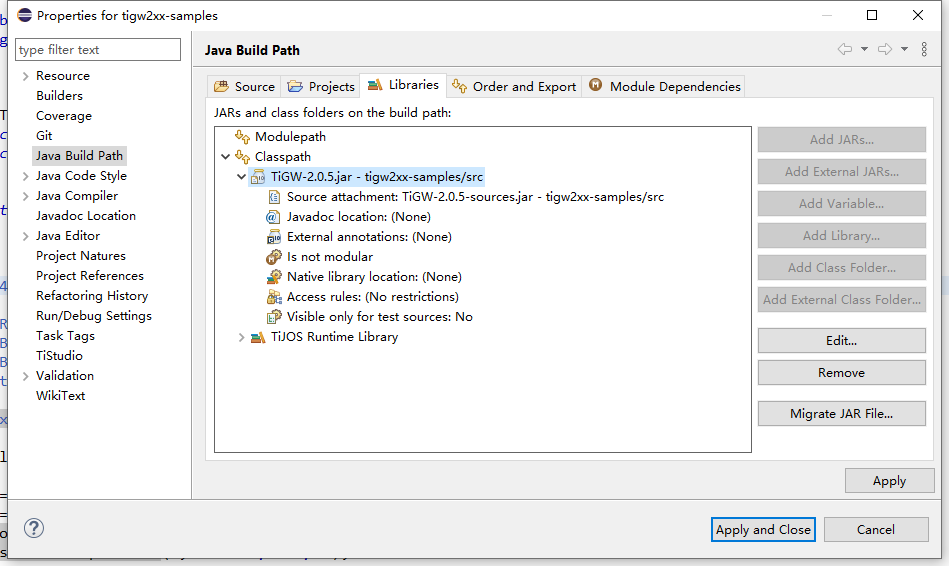 Properties for tigw2xx-samples
type filter text
Resource
Builders
Coverage
Git
Java Build Path
Java Code Style
Java Compiler
Javadoc Location
Java Editor
Project Natures
Project References
Refactoring History
Run/Debug Settings
Task Tags
TiStudio
Validation
WikiText
Java Build Path
Source Projects Libraries Order and Export Module Dependencies
JARs and class folders on the build path:
Modulepath
Classpath
TiGW-2.0.5.jar - tigw2xx-samples/src
Source attachment: TiGW-2.0.5-sources.jar - tigw2xx-samples/src
Javadoc location: (None)
External annotations: (None)
Is not modular
Native library location: (None)
Access rules: (No restrictions)
Visible only for test sources: No
TiJOS Runtime Library
Add JARs...
Add External JARs...
Add Variable...
Add Library...
Add Class Folder...
Add External Class Folder...
Edit...
Remove
Migrate JAR File...
Apply
Apply and Close
Cancel